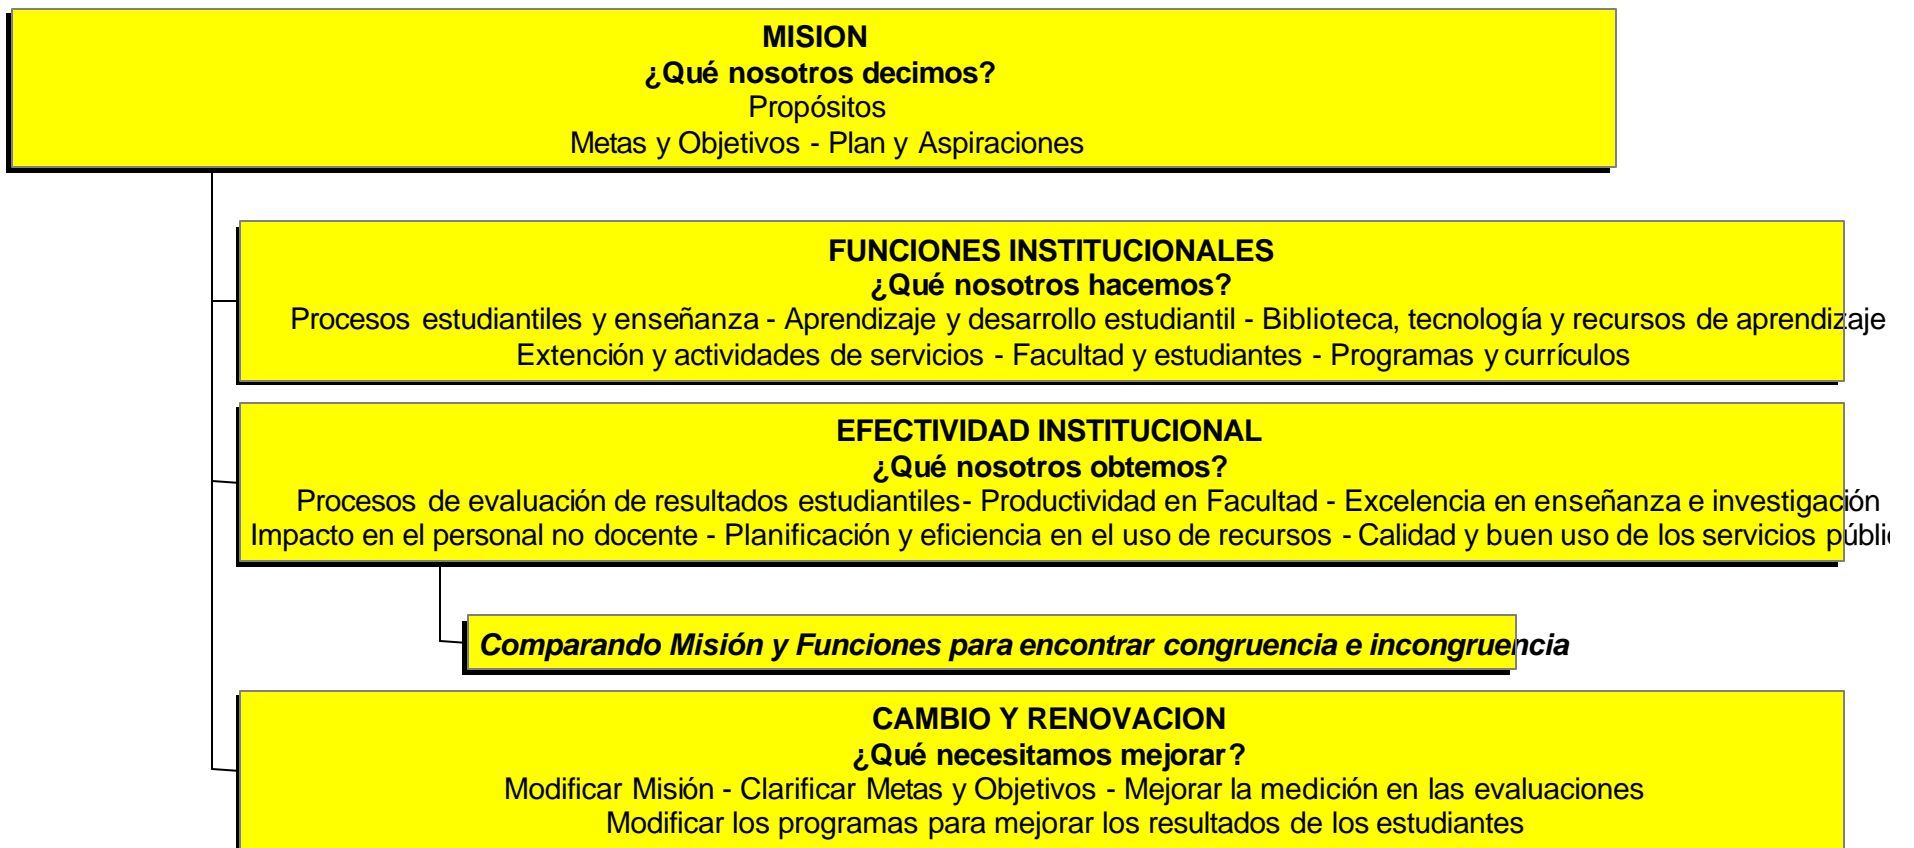 MISION
¿Qué nosotros decimos?
Propósitos
Metas y Objetivos - Plan y Aspiraciones
FUNCIONES INSTITUCIONALES
¿Qué nosotros hacemos?
Procesos estudiantiles y enseñanza - Aprendizaje y desarrollo estudiantil - Biblioteca, tecnología y recursos de aprendizaje
Extención y actividades de servicios - Facultad y estudiantes - Programas y currículos
EFECTIVIDAD INSTITUCIONAL
¿Qué nosotros obtemos?
Procesos de evaluación de resultados estudiantiles- Productividad en Facultad - Excelencia en enseñanza e investigación
Impacto en el personal no docente - Planificación y eficiencia en el uso de recursos - Calidad y buen uso de los servicios
Comparando Misión y Funciones para encontrar congruencia e incongruencia
CAMBIO Y RENOVACION
¿Qué necesitamos mejorar?
Modificar Misión - Clarificar Metas y Objetivos - Mejorar la medición en las evaluaciones
Modificar los programas para mejorar los resultados de los estudiantes